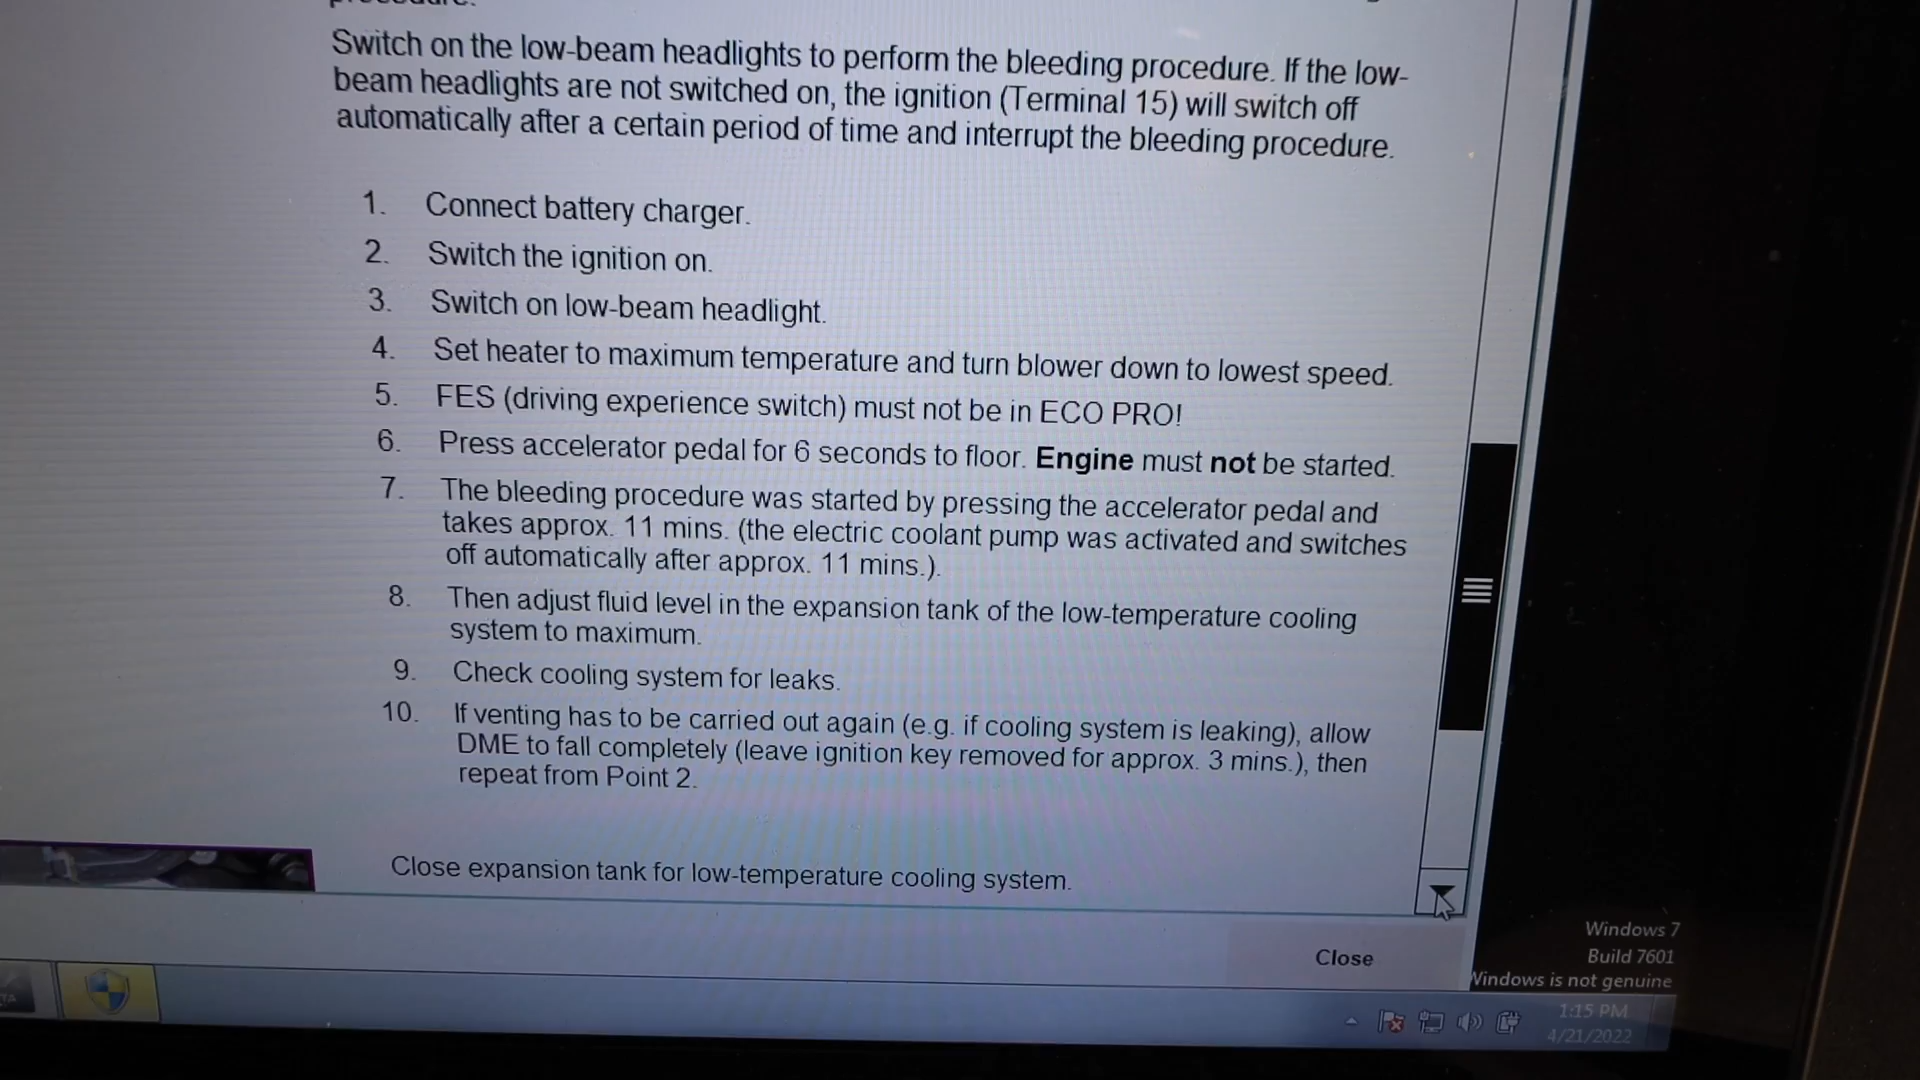 procedure.
Switch on the low-beam headlights to perform the bleeding procedure. If the low-
beam headlights are not switched on, the ignition (Terminal 15) will switch off
automatically after a certain period of time and interrupt the bleeding procedure.
1. Connect battery charger.
2. Switch the ignition on.
3. Switch on low-beam headlight.
4. Set heater to maximum temperature and turn blower down to lowest speed.
5. FES (driving experience switch) must not be in ECO PRO!
6. Press accelerator pedal for 6 seconds to floor. Engine must not be started.
7. The bleeding procedure was started by pressing the accelerator pedal and
takes approx. 11 mins. (the electric coolant pump was activated and switches
off automatically after approx. 11 mins.).
8. Then adjust fluid level in the expansion tank of the low-temperature cooling
system to maximum.
9. Check cooling system for leaks.
10. If venting has to be carried out again (e.g. if cooling system is leaking), allow
DME to fall completely (leave ignition key removed for approx. 3 mins.), then
repeat from Point 2.
Close expansion tank for low-temperature cooling system.
Close
Windows 7
Build 7601
Windows is not genuine
1:15 PM
4/21/2022